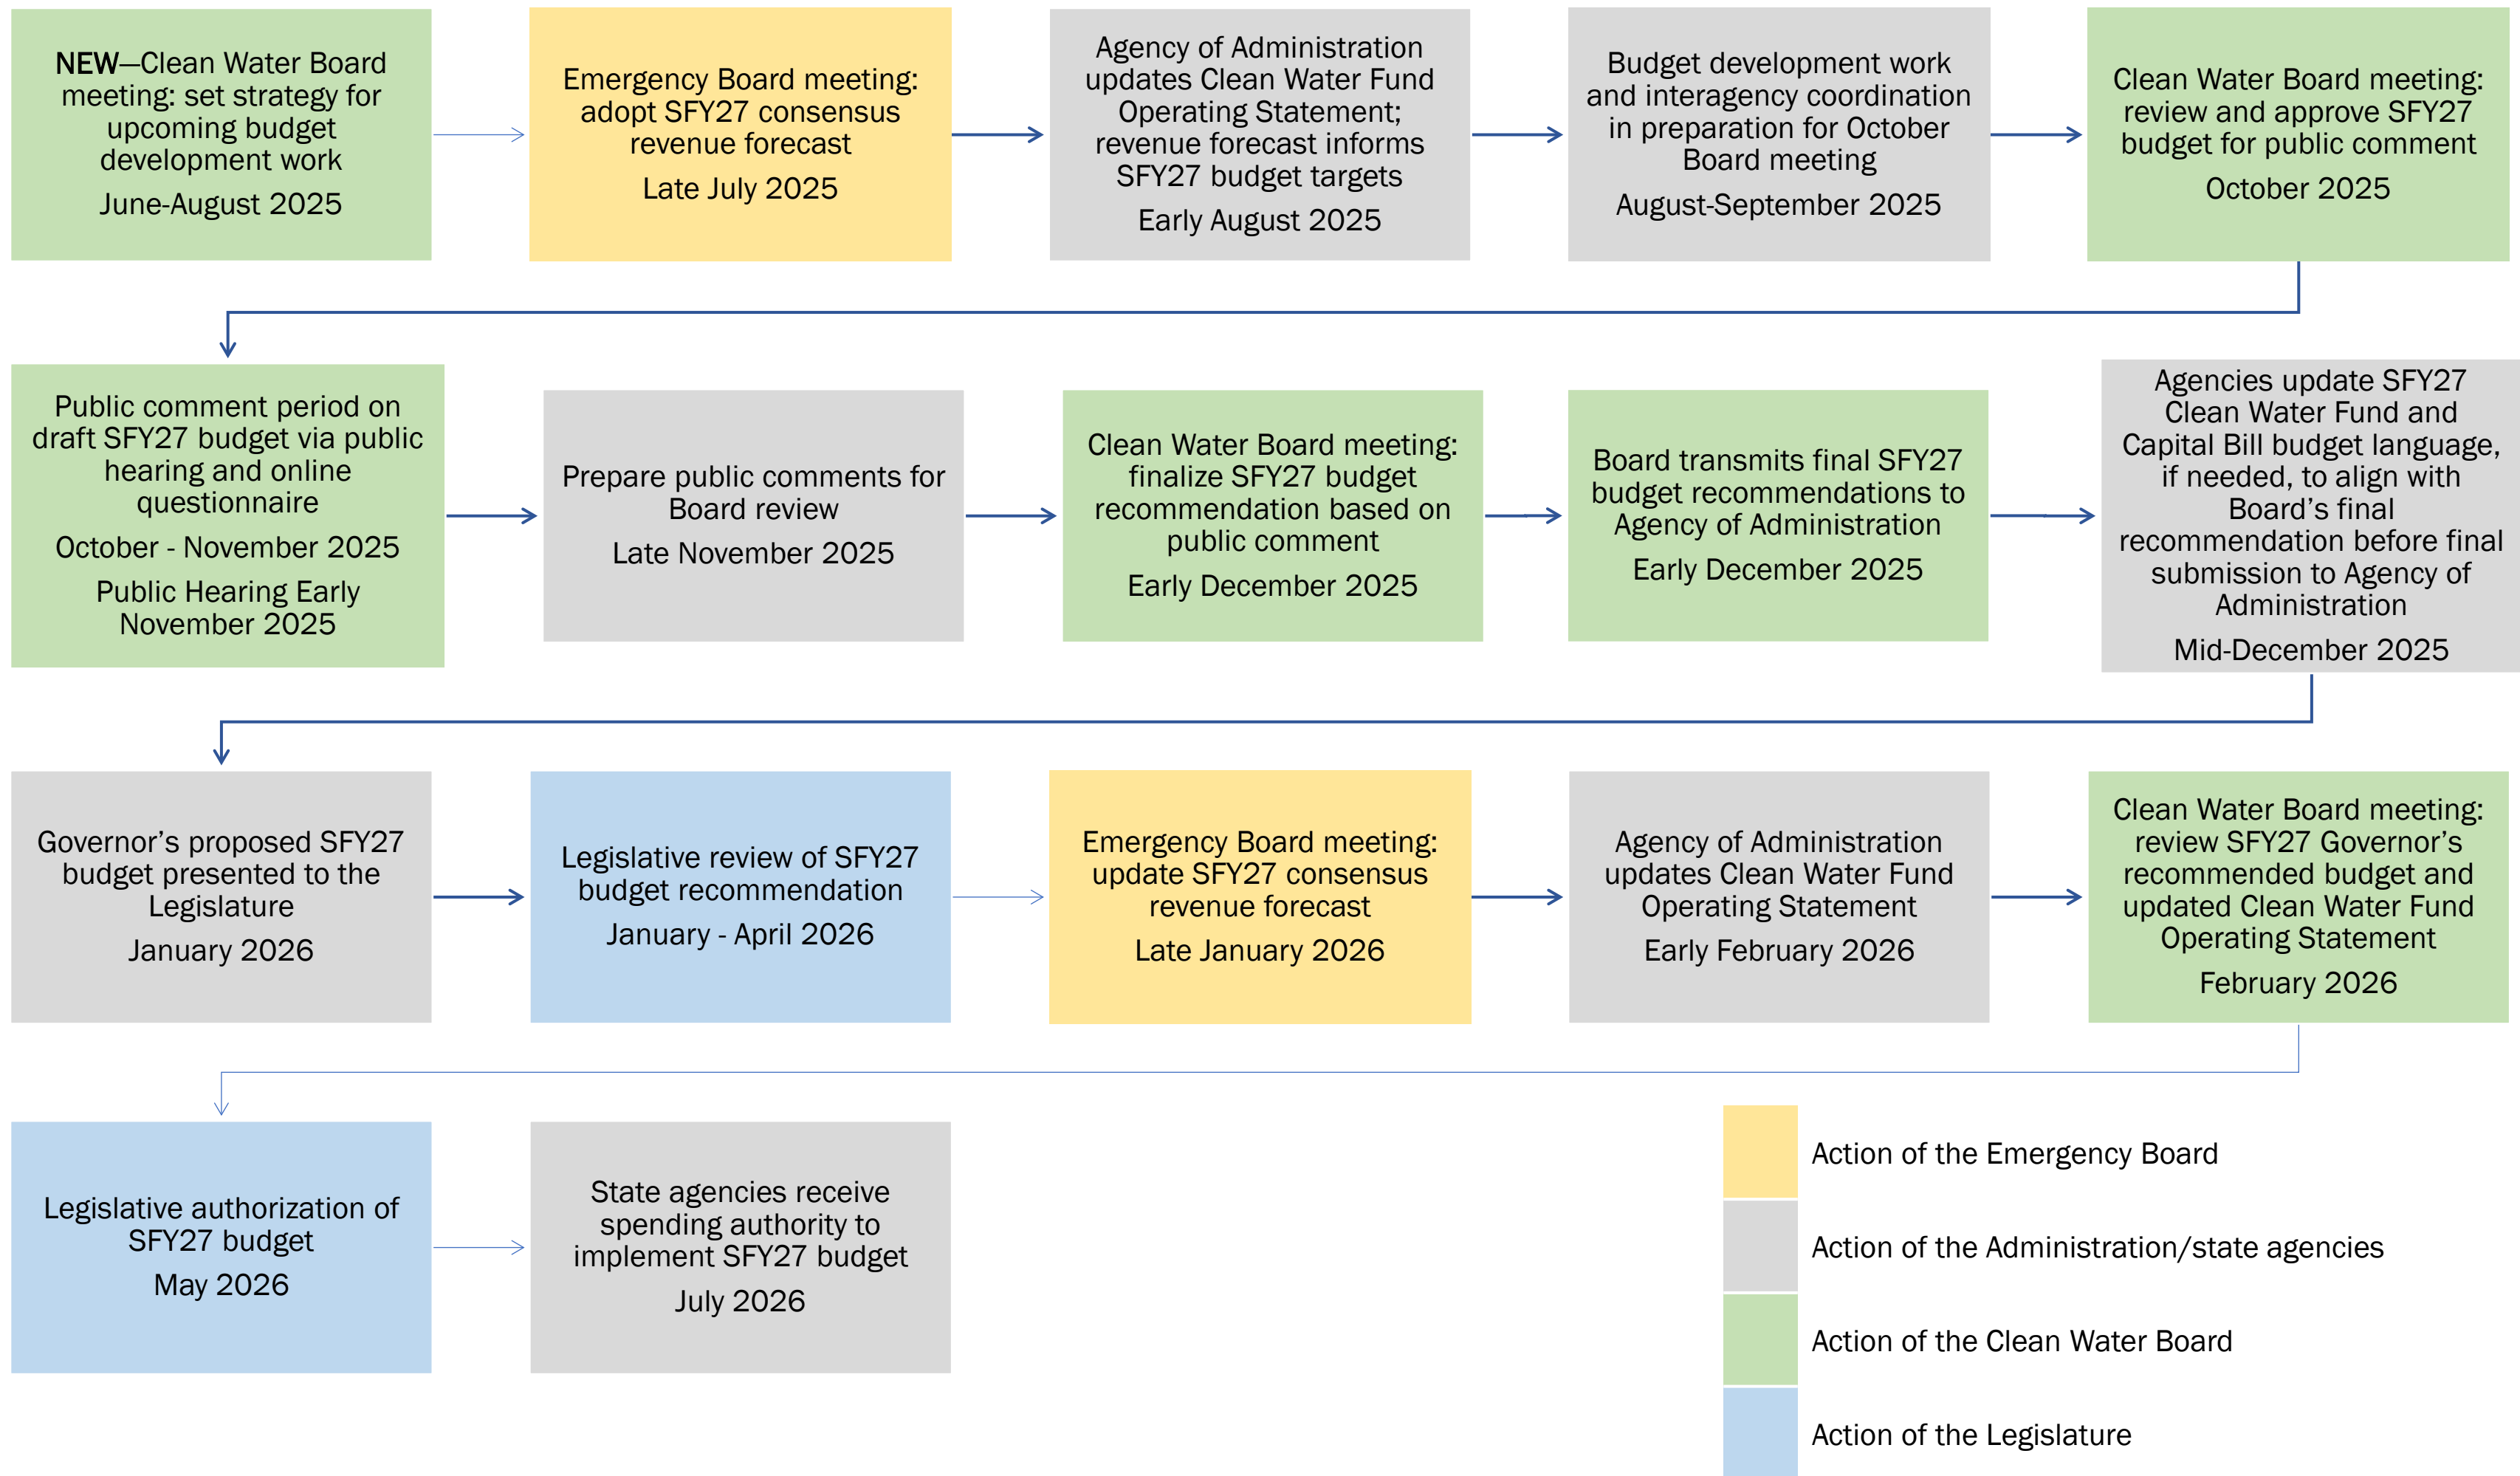 NEW—Clean Water Board
meeting: set strategy for
upcoming budget
development work
June-August 2025
Emergency Board meeting:
adopt SFY27 consensus
revenue forecast
Late July 2025
Agency of Administration
updates Clean Water Fund
Operating Statement;
revenue forecast informs
SFY27 budget targets
Early August 2025
Budget development work
and interagency coordination
in preparation for October
Board meeting
August-September 2025
Clean Water Board meeting:
review and approve SFY27
budget for public comment
October 2025
Public comment period on
draft SFY27 budget via public
hearing and online
questionnaire
October - November 2025
Public Hearing Early
November 2025
Prepare public comments for
Board review
Late November 2025
Clean Water Board meeting:
finalize SFY27 budget
recommendation based on
public comment
Early December 2025
Board transmits final SFY27
budget recommendations to
Agency of Administration
Early December 2025
Agencies update SFY27
Clean Water Fund and
Capital Bill budget language,
if needed, to align with
Board’s final
recommendation before final
submission to Agency of
Administration
Mid-December 2025
Governor’s proposed SFY27
budget presented to the
Legislature
January 2026
Legislative review of SFY27
budget recommendation
January - April 2026
Emergency Board meeting:
update SFY27 consensus
revenue forecast
Late January 2026
Agency of Administration
updates Clean Water Fund
Operating Statement
Early February 2026
Clean Water Board meeting:
review SFY27 Governor’s
recommended budget and
updated Clean Water Fund
Operating Statement
February 2026
Legislative authorization of
SFY27 budget
May 2026
State agencies receive
spending authority to
implement SFY27 budget
July 2026
Action of the Emergency Board
Action of the Administration/state agencies
Action of the Clean Water Board
Action of the Legislature